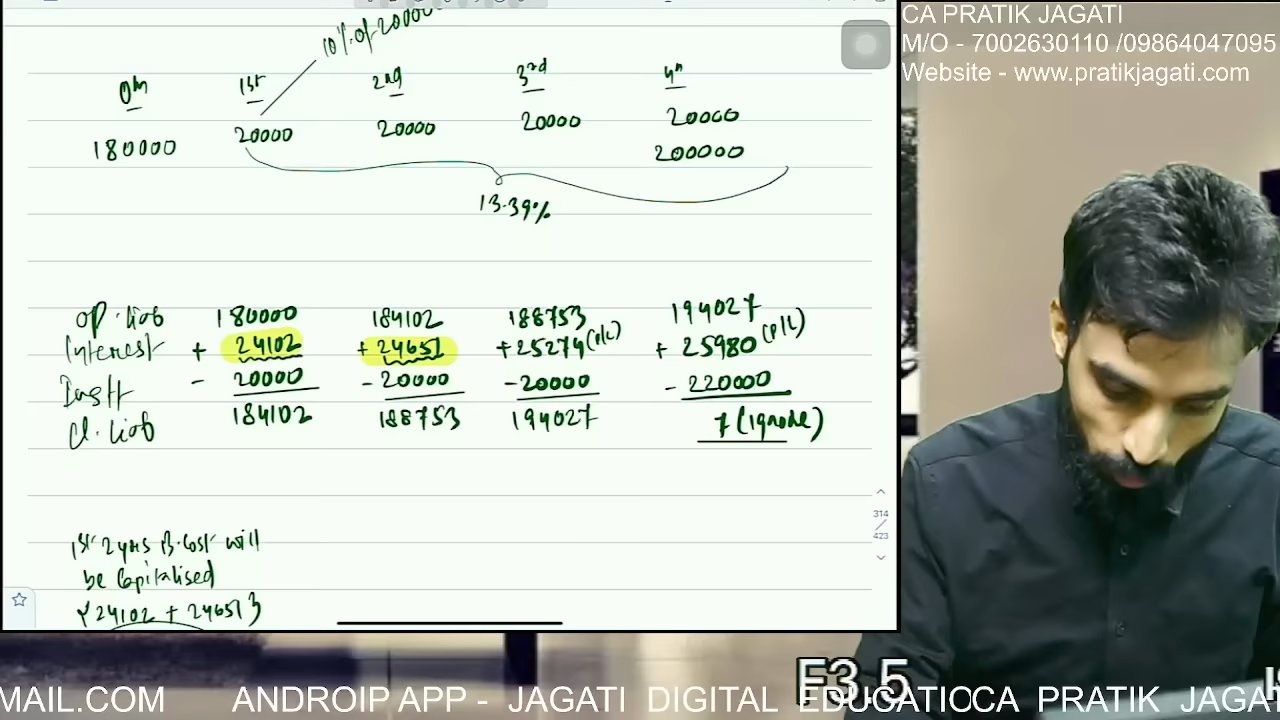 10% of 20000
0th 1st 2nd 3rd 4th
180000 20000 20000 20000 20000
200000
13.39%
op. liab 180000 184102 188753 194027
Interest + 24102 + 24651 + 25274 (P/L) + 25980 (P/L)
Instt - 20000 - 20000 - 20000 - 220000
cl. liab 184102 188753 194027 7 (ignore)
1st 2 yrs B. Cost will
be Capitalised
{24102 + 24651}
314
423
CA PRATIK JAGATI
M/O - 7002630110 /09864047095
Website - www.pratikjagati.com
F3.5
MAIL.COM ANDROIP APP - JAGATI DIGITAL EDUCATIOCA PRATIK JAGA